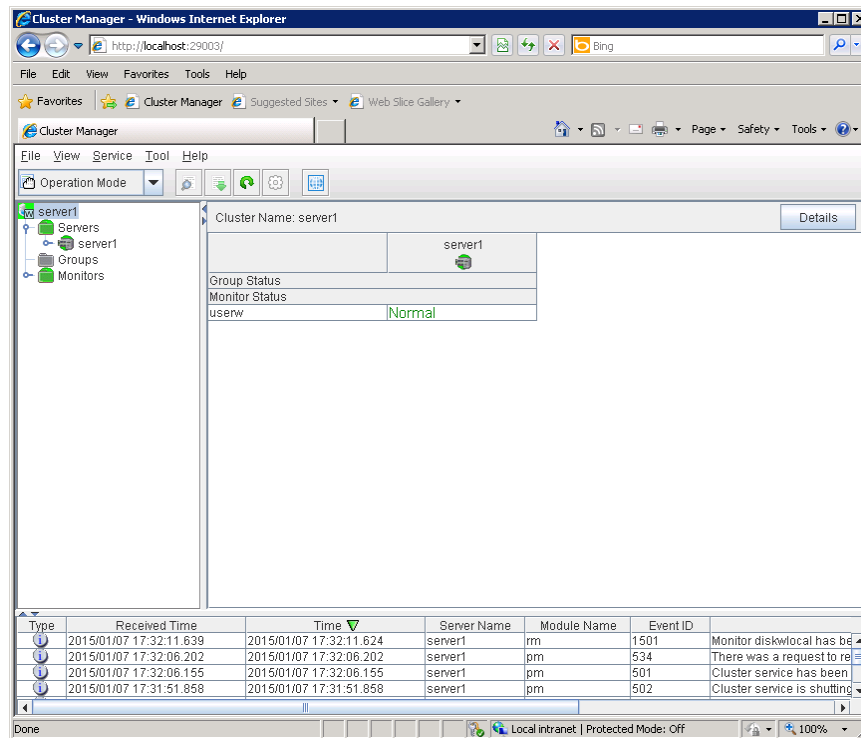 Cluster Manager - Windows Internet Explorer
http://localhost:29003/
Bing
File Edit View Favorites Tools Help
Favorites Cluster Manager Suggested Sites Web Slice Gallery
Cluster Manager
Page Safety Tools
File View Service Tool Help
Operation Mode
server1
Servers
server1
Groups
Monitors
Cluster Name: server1
Details
server1
Group Status
Monitor Status
userw Normal
Type Received Time Time Server Name Module Name Event ID
2015/01/07 17:32:11.639 2015/01/07 17:32:11.624 server1 rm 1501 Monitor diskwlocal has be
2015/01/07 17:32:06.202 2015/01/07 17:32:06.202 server1 pm 534 There was a request to re
2015/01/07 17:32:06.155 2015/01/07 17:32:06.155 server1 pm 501 Cluster service has been
2015/01/07 17:31:51.858 2015/01/07 17:31:51.858 server1 pm 502 Cluster service is shutting
Done Local intranet | Protected Mode: Off 100%